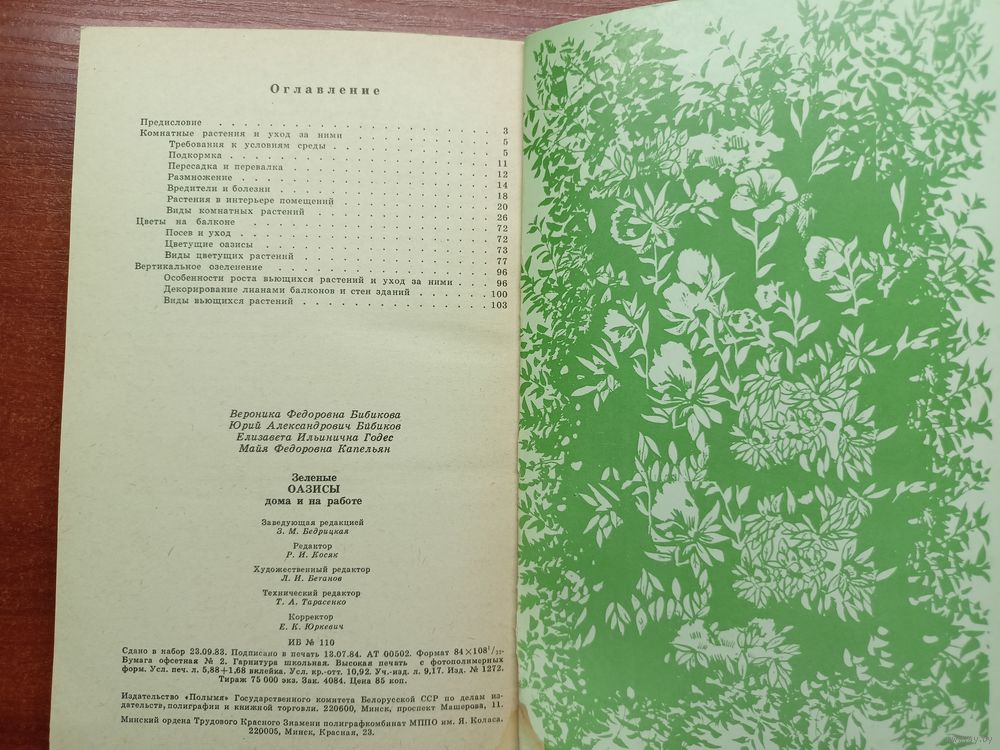 Оглавление
Предисловие . . . . . . . . . . . . . . . . 3
Комнатные растения и уход за ними . . . . . . . . 5
Требования к условиям среды . . . . . . . . . 5
Подкормка . . . . . . . . . . . . . . 11
Пересадка и перевалка . . . . . . . . . . . 12
Размножение . . . . . . . . . . . . . . 14
Вредители и болезни . . . . . . . . . . . 18
Растения в интерьере помещений . . . . . . . . 20
Виды комнатных растений . . . . . . . . . . 26
Цветы на балконе . . . . . . . . . . . . . . 72
Посев и уход . . . . . . . . . . . . . . 72
Цветущие оазисы . . . . . . . . . . . . . 73
Виды цветущих растений . . . . . . . . . . 77
Вертикальное озеленение . . . . . . . . . . . . 96
Особенности роста вьющихся растений и уход за ними . . . 96
Декорирование лианами балконов и стен зданий . . . . 100
Виды вьющихся растений . . . . . . . . . . . 103
Вероника Федоровна Бибикова
Юрий Александрович Бибиков
Елизавета Ильинична Годес
Майя Федоровна Капельян
Зеленые
ОАЗИСЫ
дома и на работе
Заведующая редакцией
З. М. Бедрицкая
Редактор
Р. И. Косяк
Художественный редактор
Л. И. Беганов
Технический редактор
Т. А. Тарасенко
Корректор
Е. К. Юркевич
ИБ № 110
Сдано в набор 23.09.83. Подписано в печать 13.07.84. АТ 00502. Формат 84×108¹/₃₂.
Бумага офсетная № 2. Гарнитура школьная. Высокая печать с фотополимерных
форм. Усл. печ. л. 5,88+1,68 вклейка. Усл. кр.-отт. 10,92. Уч.-изд. л. 9,17. Изд. № 1272.
Тираж 75 000 экз. Зак. 4084. Цена 85 коп.
Издательство «Полымя» Государственного комитета Белорусской ССР по делам из-
дательств, полиграфии и книжной торговли. 220600, Минск, проспект Машерова, 11.
Минский ордена Трудового Красного Знамени полиграфкомбинат МППО им. Я. Коласа.
220005, Минск, Красная, 23.